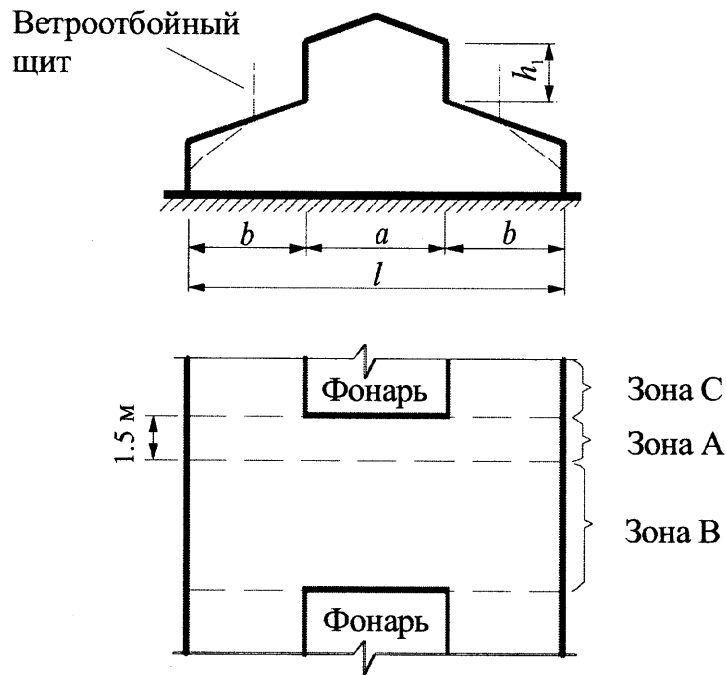 Ветроотбойный
щит
h₁
b
a
b
l
Фонарь
Зона С
1.5 м
Зона А
Зона В
Фонарь